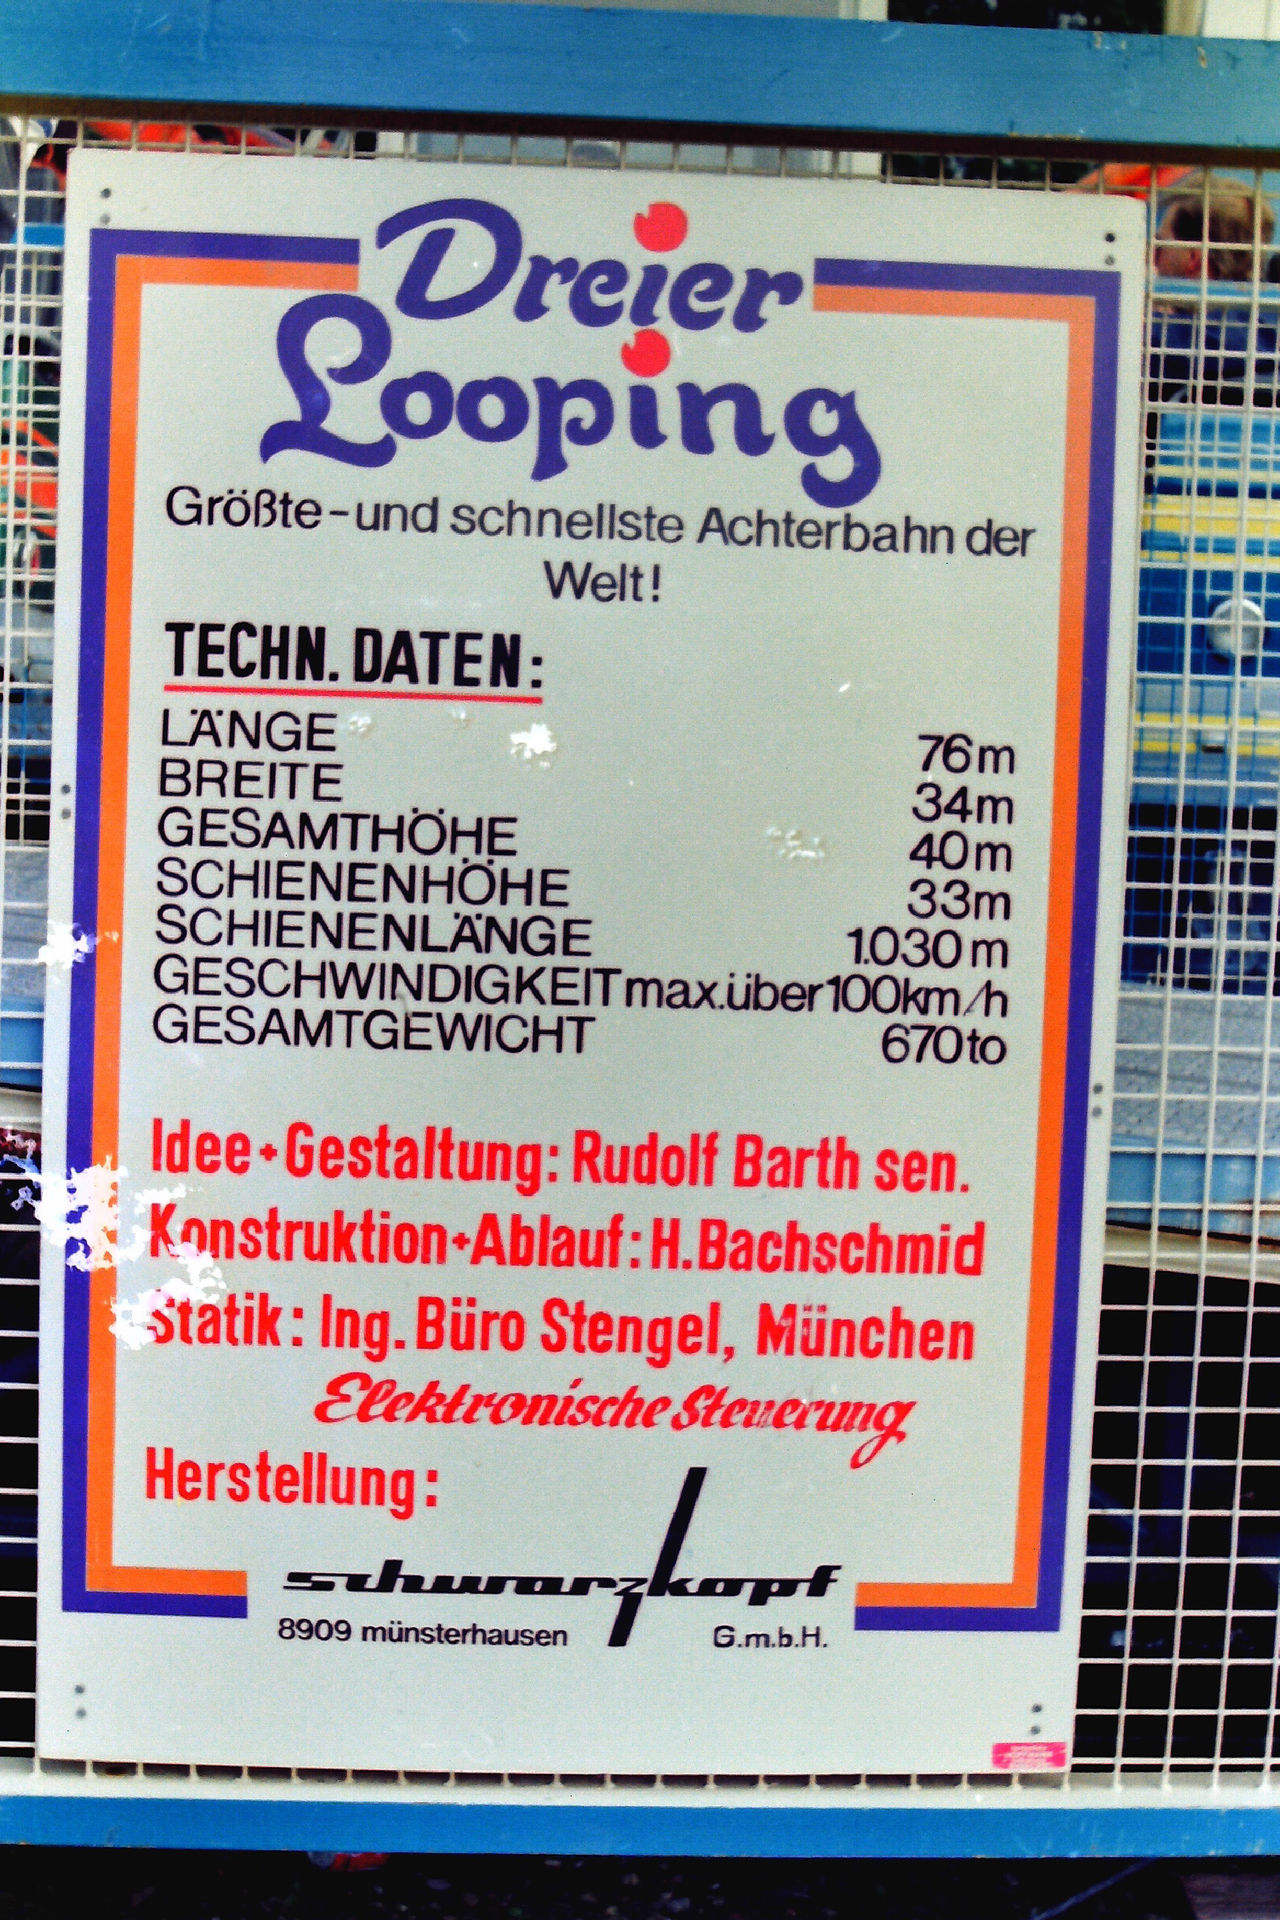 Dreier
Looping
Größte-und schnellste Achterbahn der
Welt!
TECHN. DATEN:
LÄNGE 76m
BREITE 34m
GESAMTHÖHE 40m
SCHIENENHÖHE 33m
SCHIENENLÄNGE 1.030 m
GESCHWINDIGKEIT max.über 100km/h
GESAMTGEWICHT 670to
Idee+Gestaltung: Rudolf Barth sen.
Konstruktion+Ablauf: H.Bachschmid
Statik: Ing. Büro Stengel, München
Elektronische Steuerung
Herstellung:
schwarzkopf
8909 münsterhausen G.m.b.H.